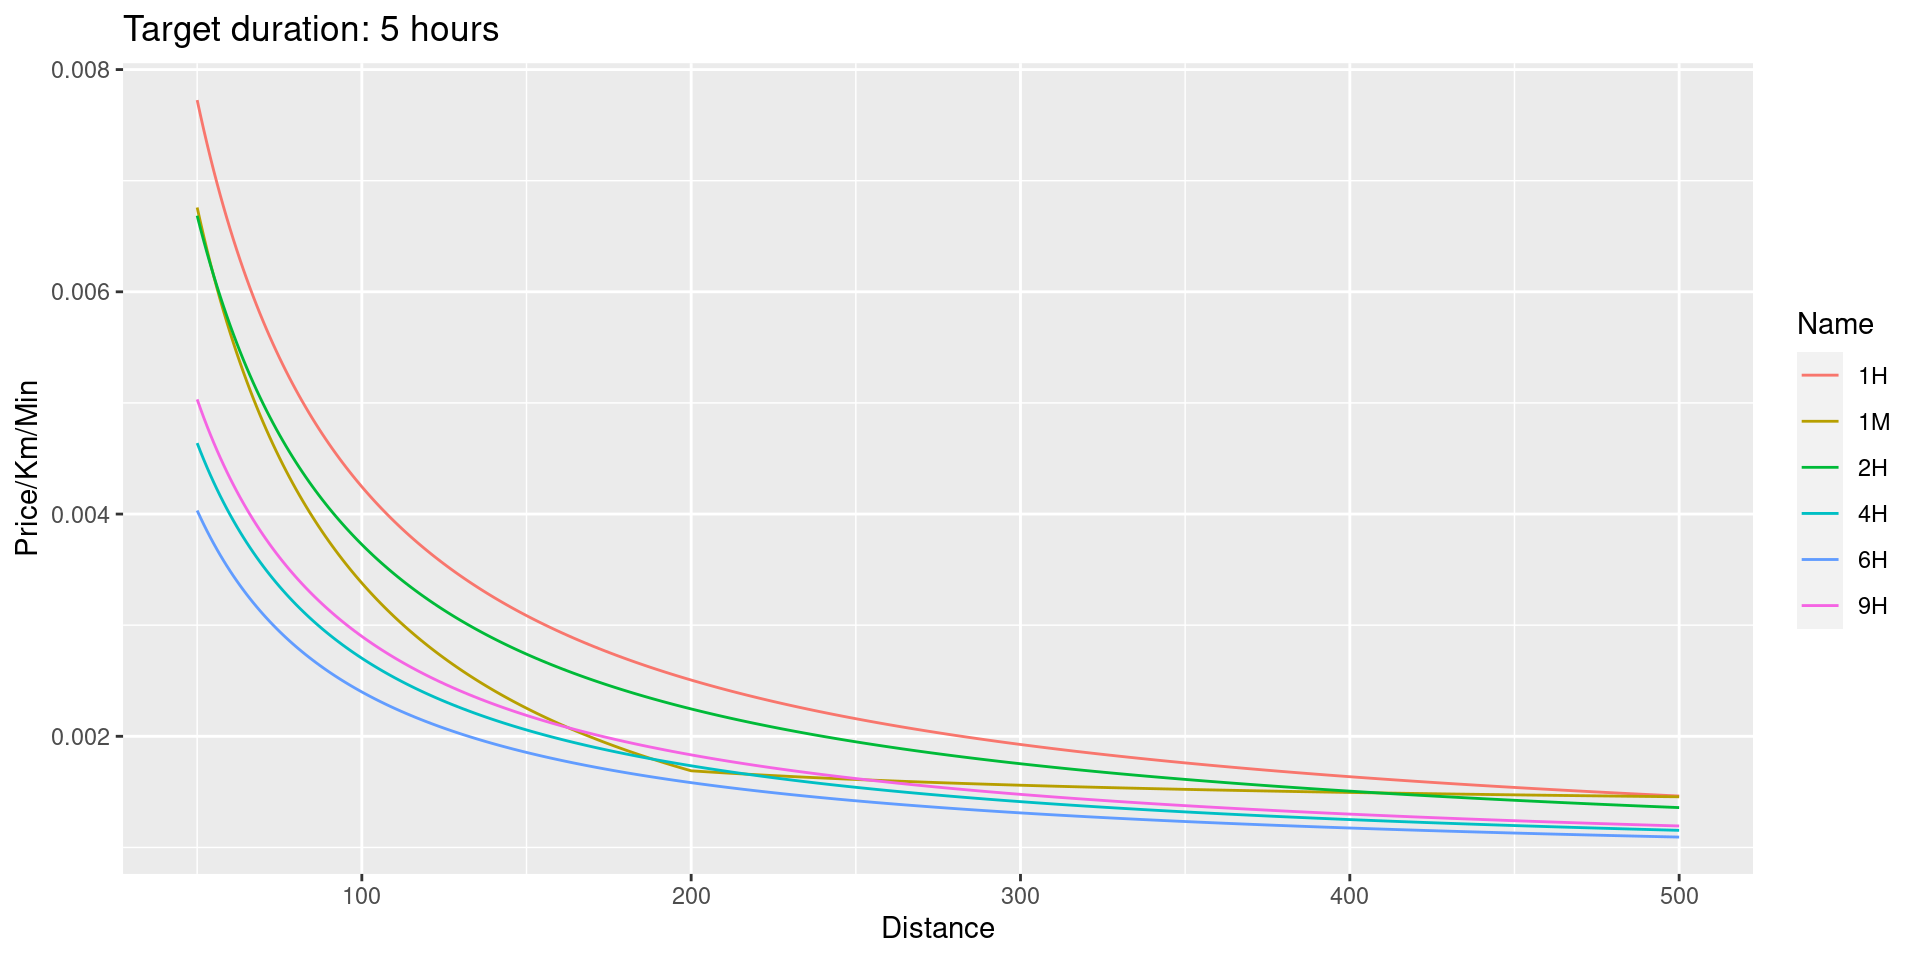 Target duration: 5 hours
0.008
0.006
0.004
0.002
Price/Km/Min
100 200 300 400 500
Distance
Name
1H
1M
2H
4H
6H
9H